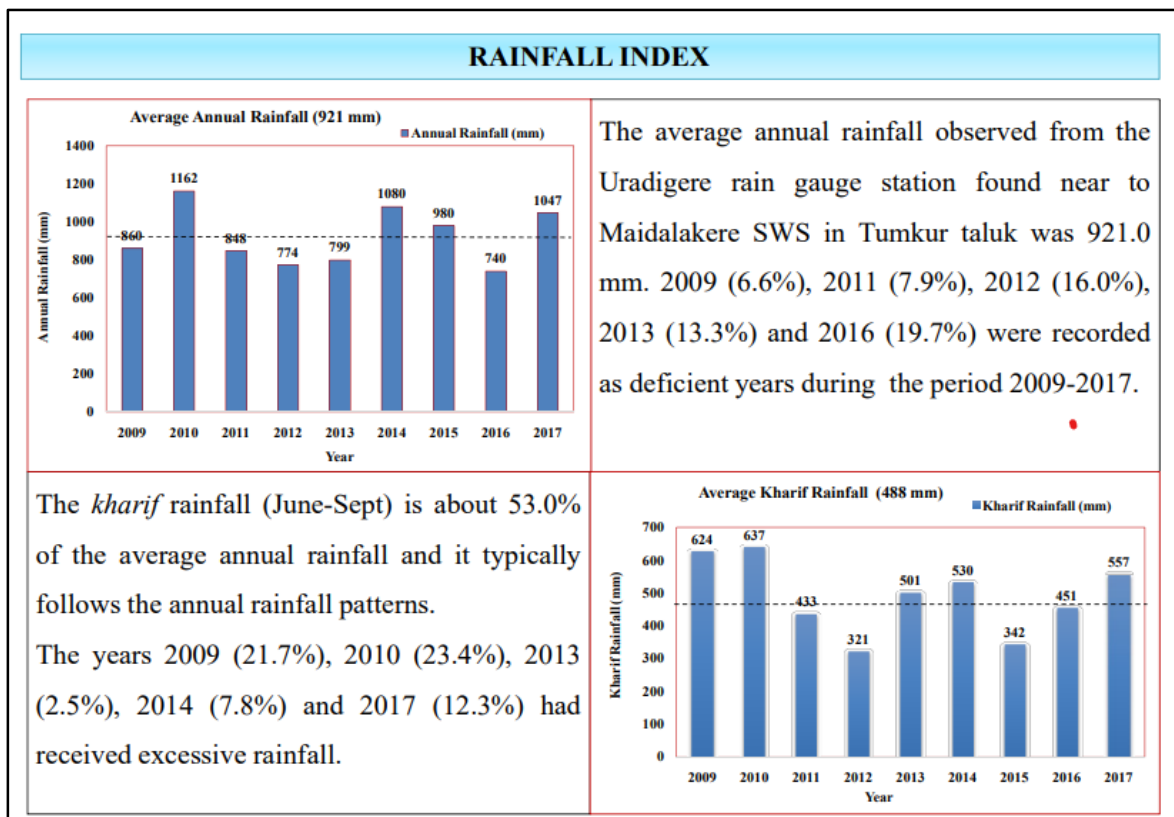 RAINFALL INDEX
Average Annual Rainfall (921 mm)
Annual Rainfall (mm)
Annual Rainfall (mm)
1400
1200
1000
800
600
400
200
0
860
1162
848
774
799
1080
980
740
1047
2009 2010 2011 2012 2013 2014 2015 2016 2017
Year
The average annual rainfall observed from the
Uradigere rain gauge station found near to
Maidalakere SWS in Tumkur taluk was 921.0
mm. 2009 (6.6%), 2011 (7.9%), 2012 (16.0%),
2013 (13.3%) and 2016 (19.7%) were recorded
as deficient years during the period 2009-2017.
The kharif rainfall (June-Sept) is about 53.0%
of the average annual rainfall and it typically
follows the annual rainfall patterns.
The years 2009 (21.7%), 2010 (23.4%), 2013
(2.5%), 2014 (7.8%) and 2017 (12.3%) had
received excessive rainfall.
Average Kharif Rainfall (488 mm)
Kharif Rainfall (mm)
Kharif Rainfall (mm)
700
600
500
400
300
200
100
0
624
637
433
321
501
530
342
451
557
2009 2010 2011 2012 2013 2014 2015 2016 2017
Year